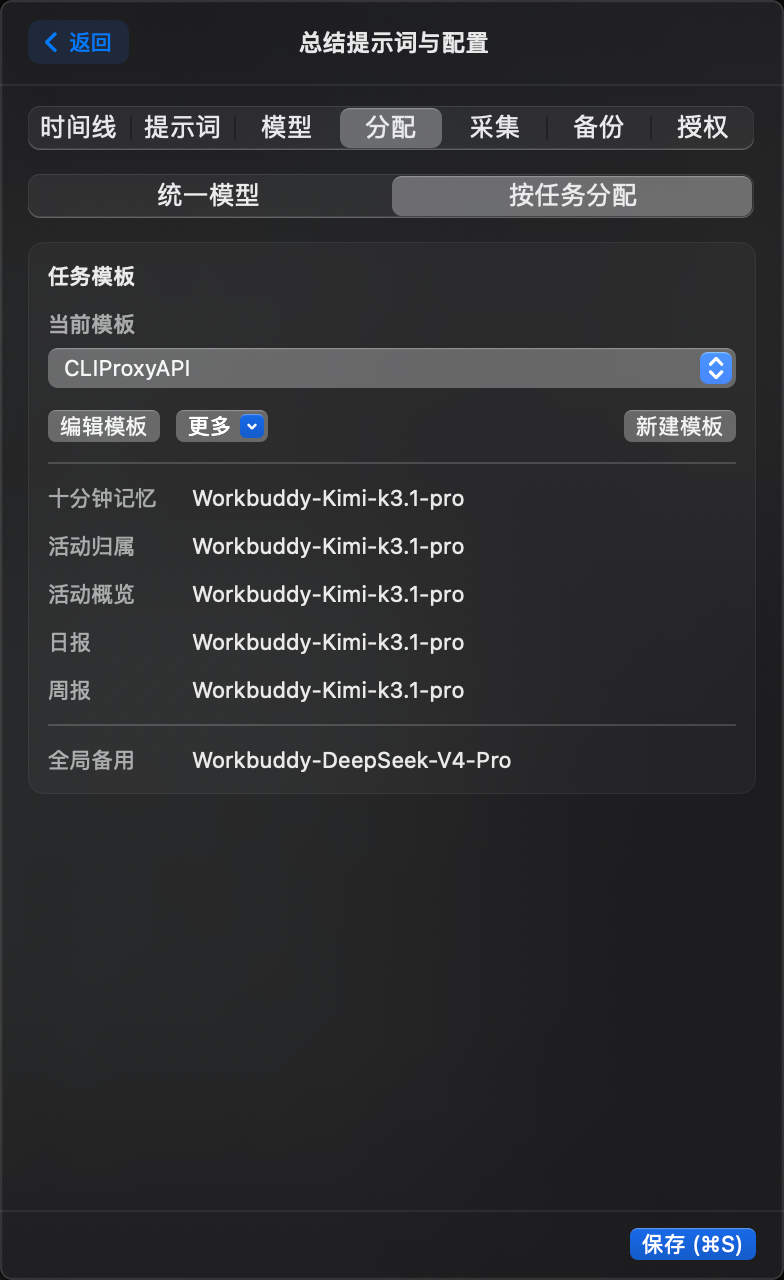 返回
总结提示词与配置
时间线 提示词 模型 分配 采集 备份 授权
统一模型 按任务分配
任务模板
当前模板
CLIProxyAPI
编辑模板 更多 新建模板
十分钟记忆 Workbuddy-Kimi-k3.1-pro
活动归属 Workbuddy-Kimi-k3.1-pro
活动概览 Workbuddy-Kimi-k3.1-pro
日报 Workbuddy-Kimi-k3.1-pro
周报 Workbuddy-Kimi-k3.1-pro
全局备用 Workbuddy-DeepSeek-V4-Pro
保存 (⌘S)